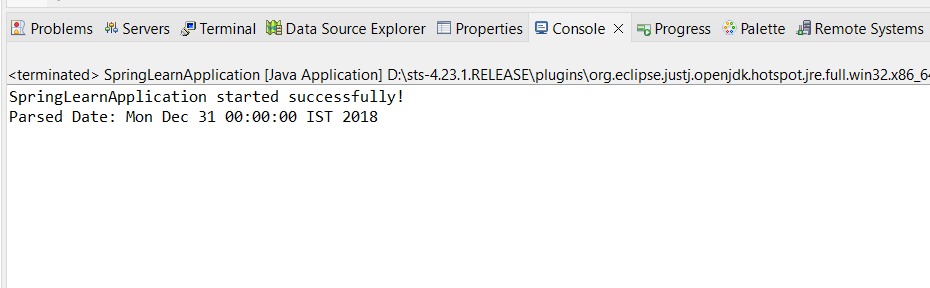 Problems Servers Terminal Data Source Explorer Properties Console Progress Palette Remote Systems
<terminated> SpringLearnApplication [Java Application] D:\sts-4.23.1.RELEASE\plugins\org.eclipse.justj.openjdk.hotspot.jre.full.win32.x86_64
SpringLearnApplication started successfully!
Parsed Date: Mon Dec 31 00:00:00 IST 2018